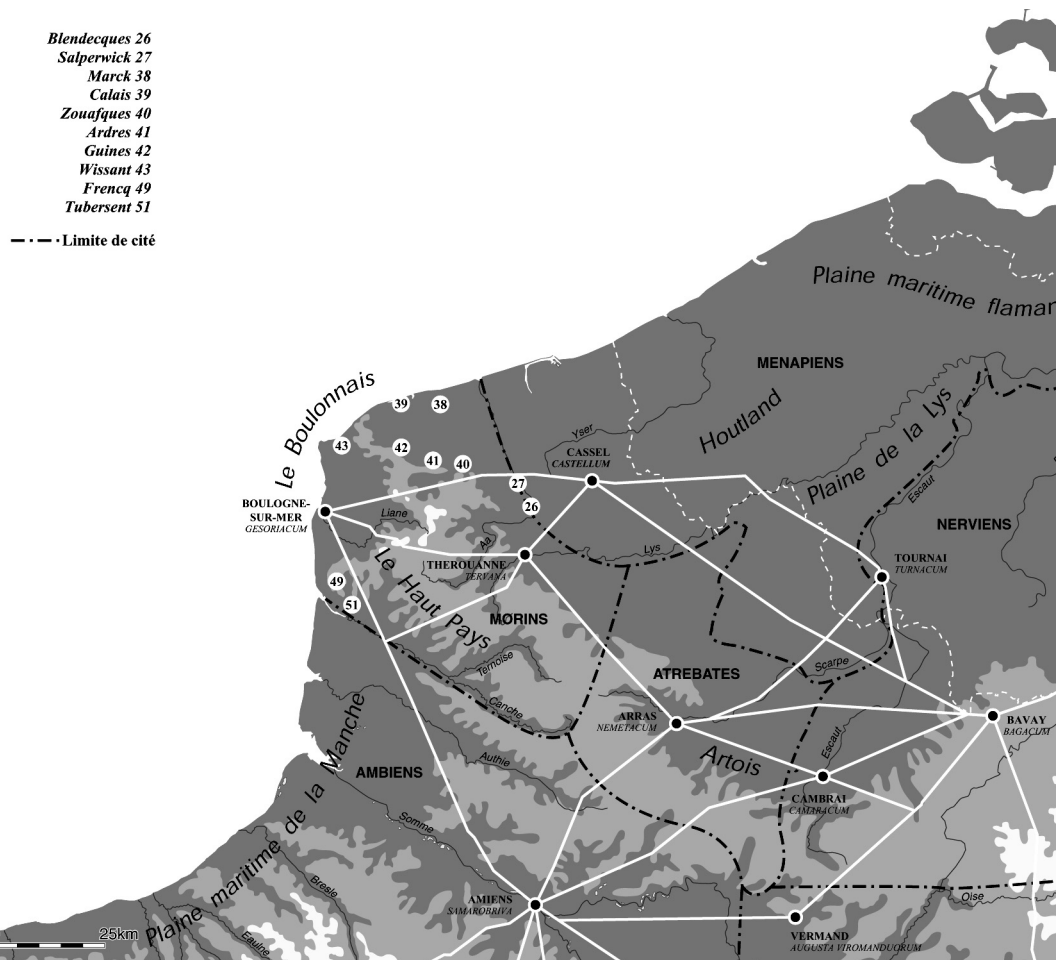 Blendecques 26
Salperwick 27
Marck 38
Calais 39
Zouafques 40
Ardres 41
Guines 42
Wissant 43
Frencq 49
Tubersent 51
Limite de cité
Plaine maritime flamar
MENAPIENS
Le Boulonnais
39
38
Houtland
Plaine de la Lys
43
42
41
40
Yser
CASSEL
CASTELLUM
27
26
Escaut
BOULOGNE-
SUR-MER
GESORIACUM
Liane
NERVIENS
Aa
Lys
THEROUANNE
TERVANA
TOURNAI
TURNACUM
49
51
Le Haut Pays
MØRINS
Ternoise
ATREBATES
Scarpe
Canche
ARRAS
NEMETACUM
BAVAY
BAGACUM
Escaut
Artois
Authie
AMBIENS
CAMBRAI
CAMARACUM
Plaine maritime de la Manche
Somme
Bresle
AMIENS
SAMAROBRIVA
Oise
Eaulne
25km
VERMAND
AUGUSTA VIROMANDUORUM